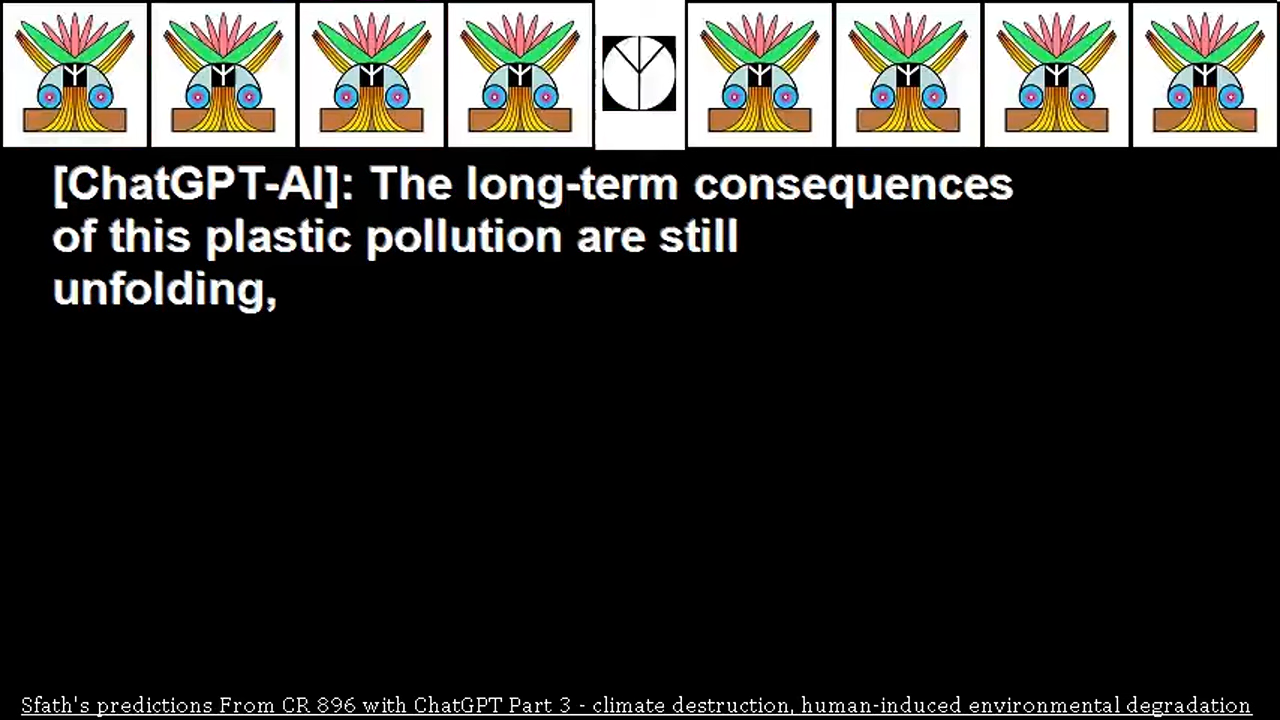 [ChatGPT-AI]: The long-term consequences
of this plastic pollution are still
unfolding,
Sfath's predictions From CR 896 with ChatGPT Part 3 - climate destruction, human-induced environmental degradation